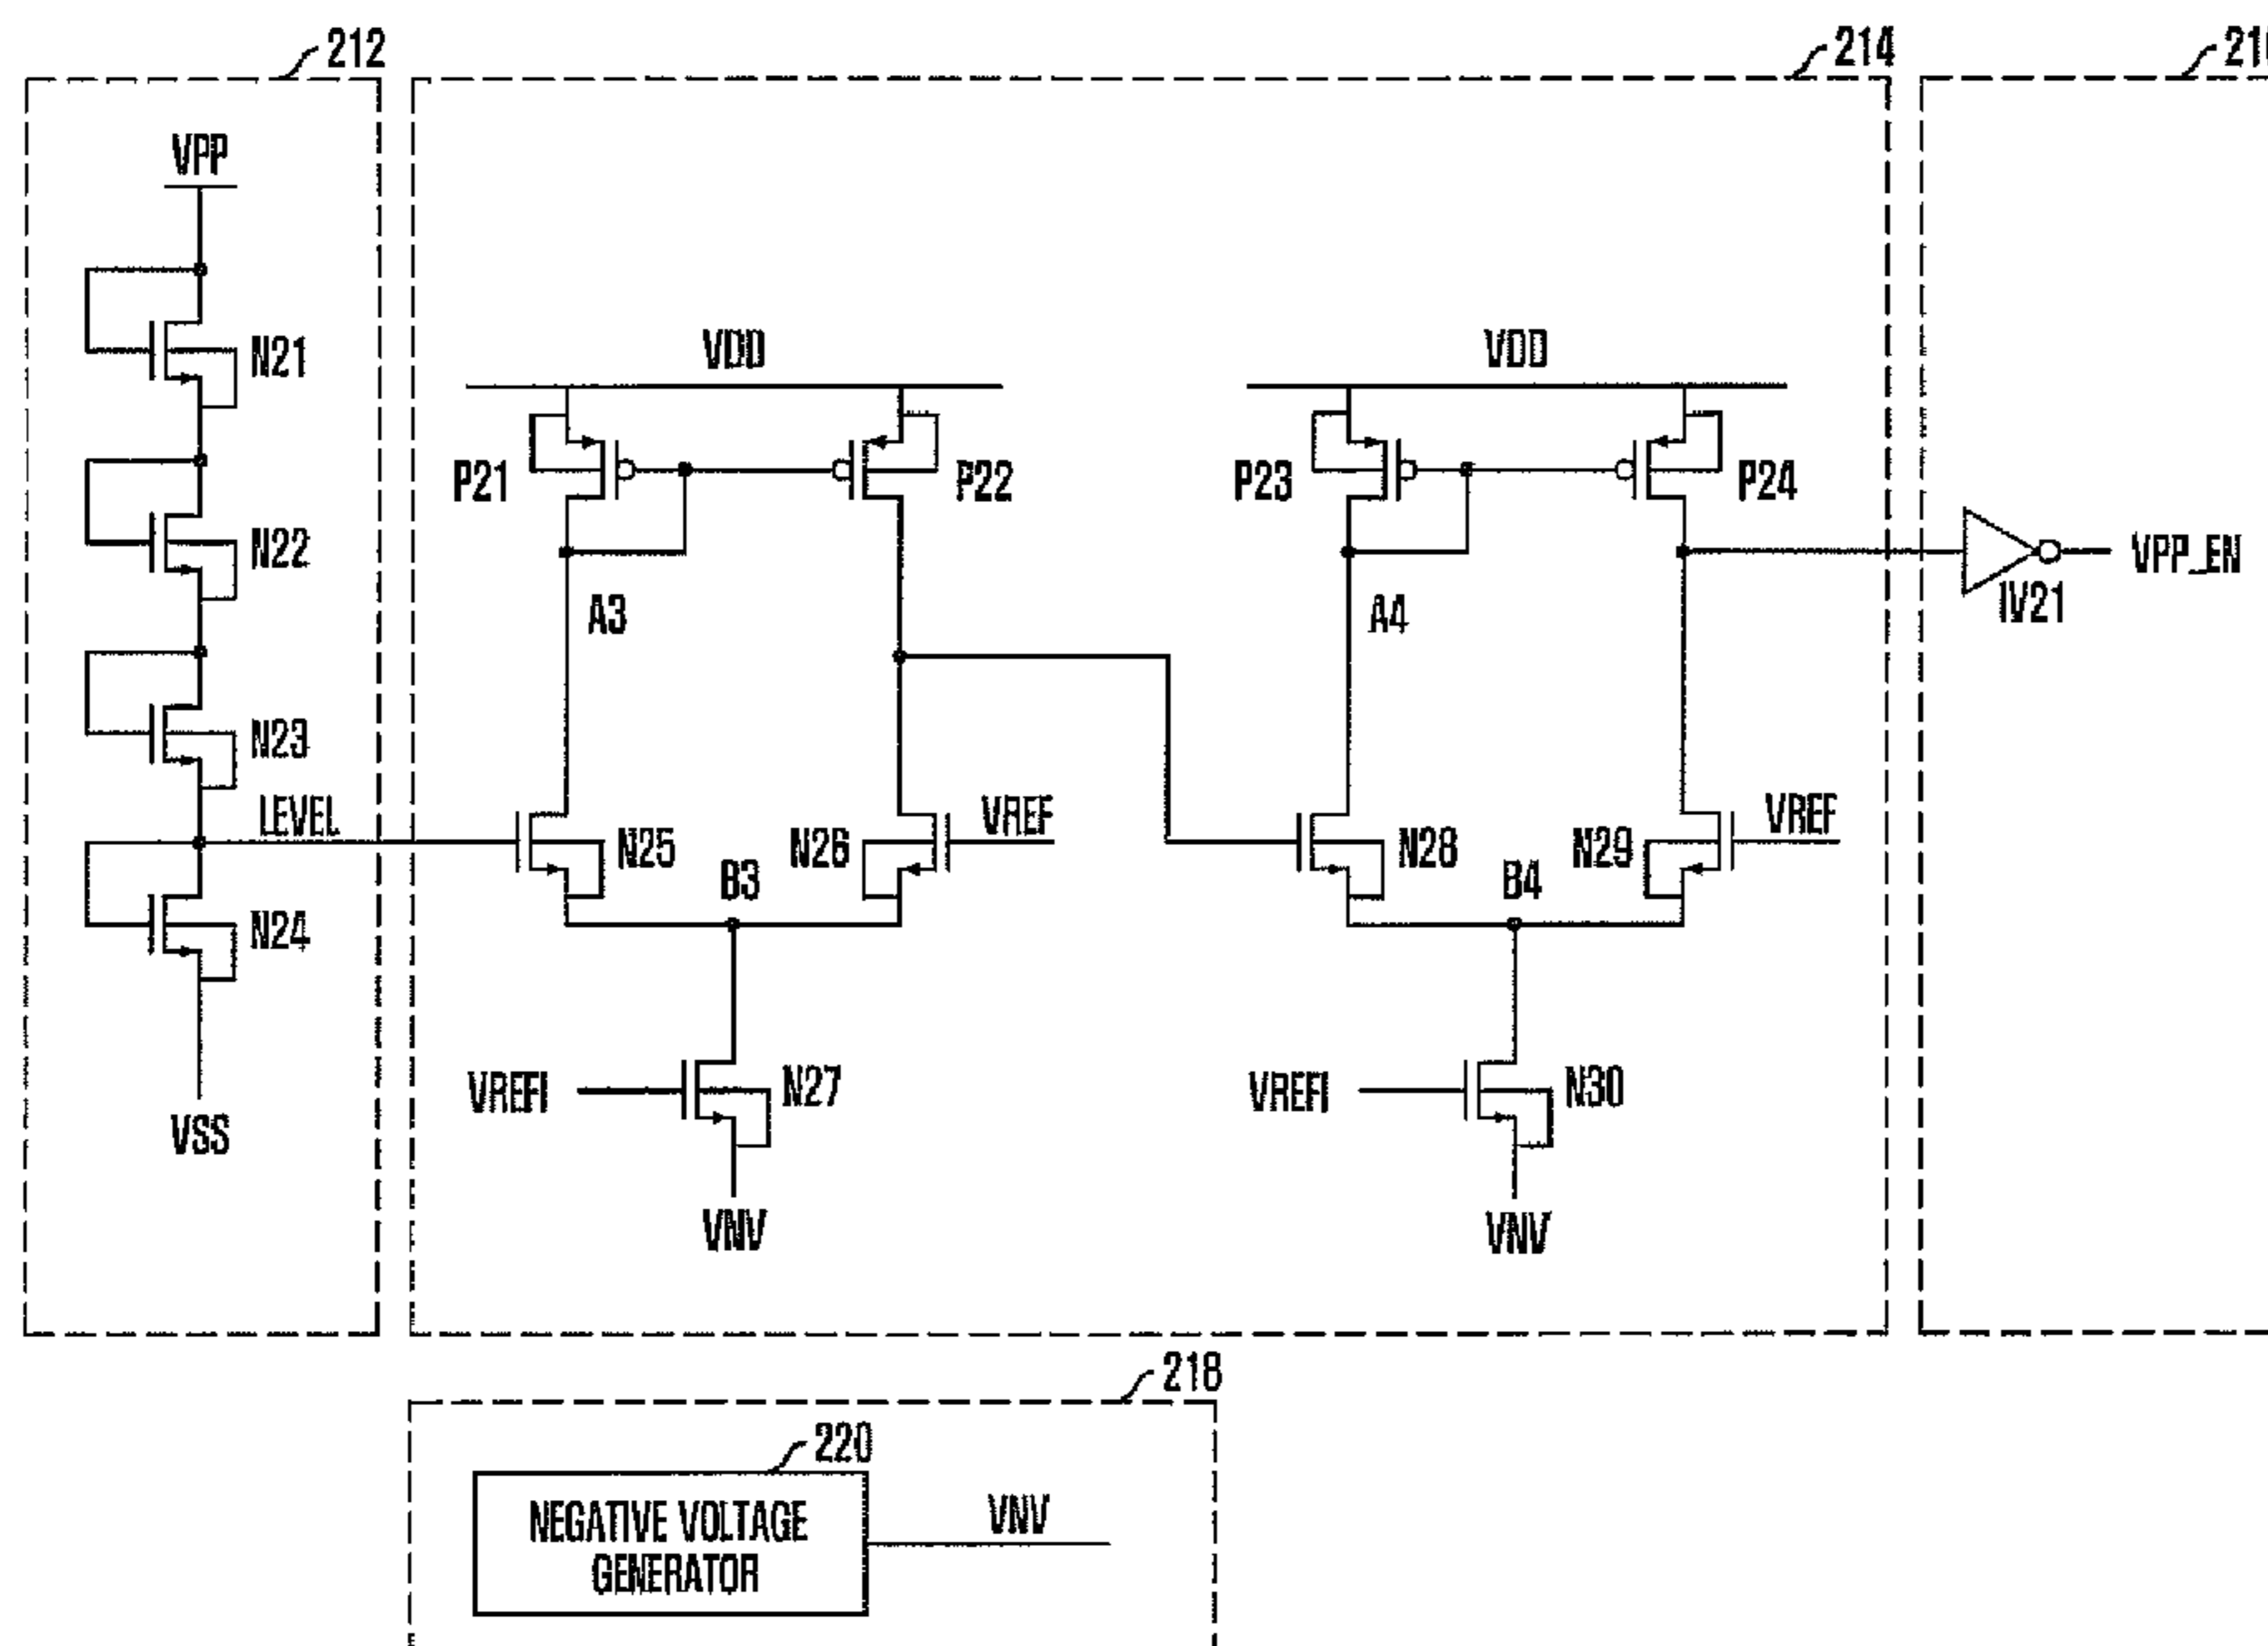 212
VPP
N21
N22
N23
LEVEL
N24
VSS
214
VDD
P21
P22
A3
N25
N26
VREF
B3
VREFI
N27
VNV
VDD
P23
P24
A4
N28
N29
VREF
B4
VREFI
N30
VNV
IV21
VPP_EN
218
220
NEGATIVE VOLTAGE
GENERATOR
VNV